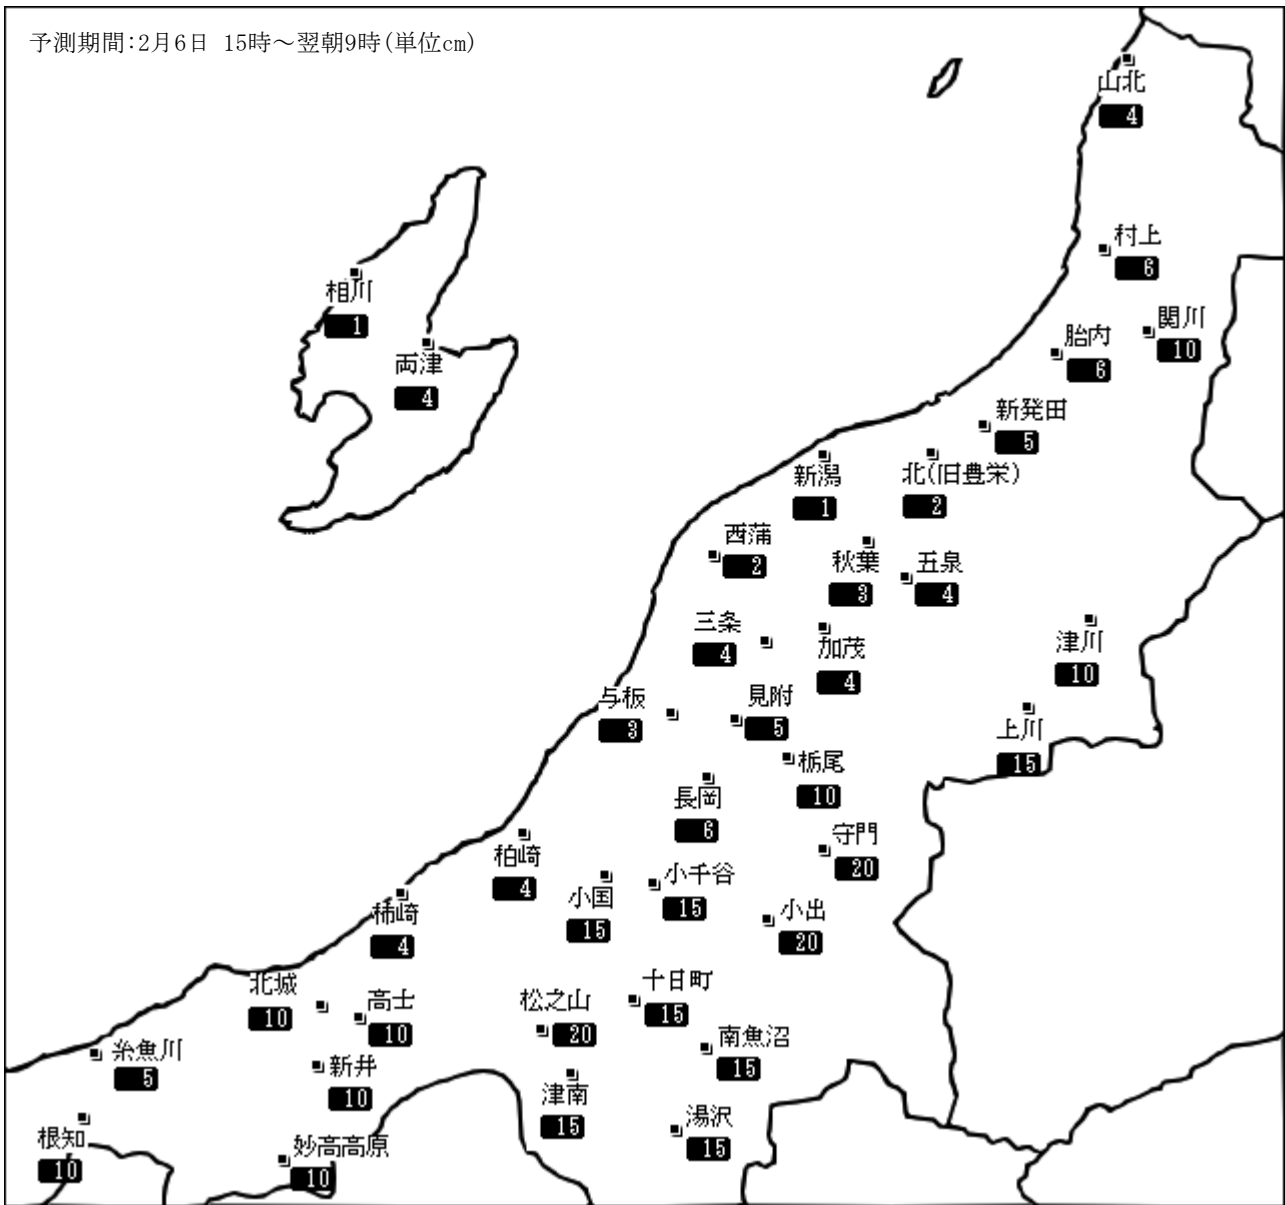 予測期間:2月6日 15時～翌朝9時(単位cm)
山北
4
村上
6
関川
10
胎内
6
新発田
5
相川
1
両津
4
新潟
1
北(旧豊栄)
2
西蒲
2
秋葉
3
五泉
4
三条
4
加茂
4
津川
10
与板
3
見附
5
上川
15
栃尾
10
長岡
6
守門
20
柏崎
4
小国
15
小千谷
15
小出
20
柿崎
4
北城
10
高士
10
松之山
20
十日町
15
南魚沼
15
糸魚川
5
新井
10
津南
15
湯沢
15
根知
10
妙高高原
10